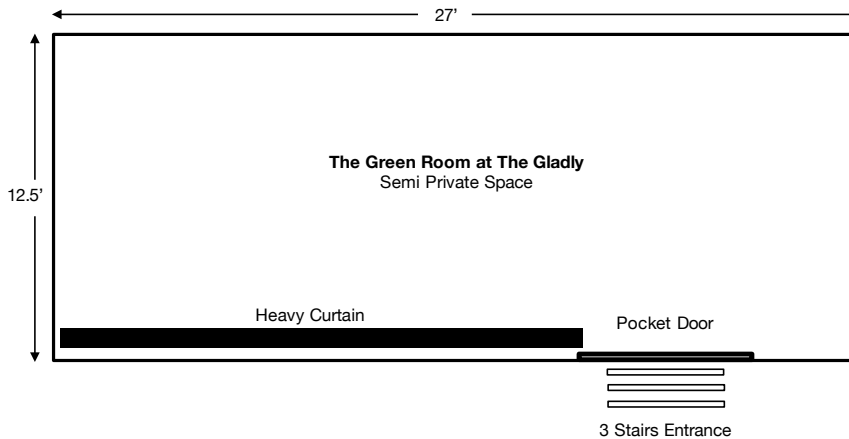 27’
The Green Room at The Gladly
Semi Private Space
12.5’
Heavy Curtain
Pocket Door
3 Stairs Entrance